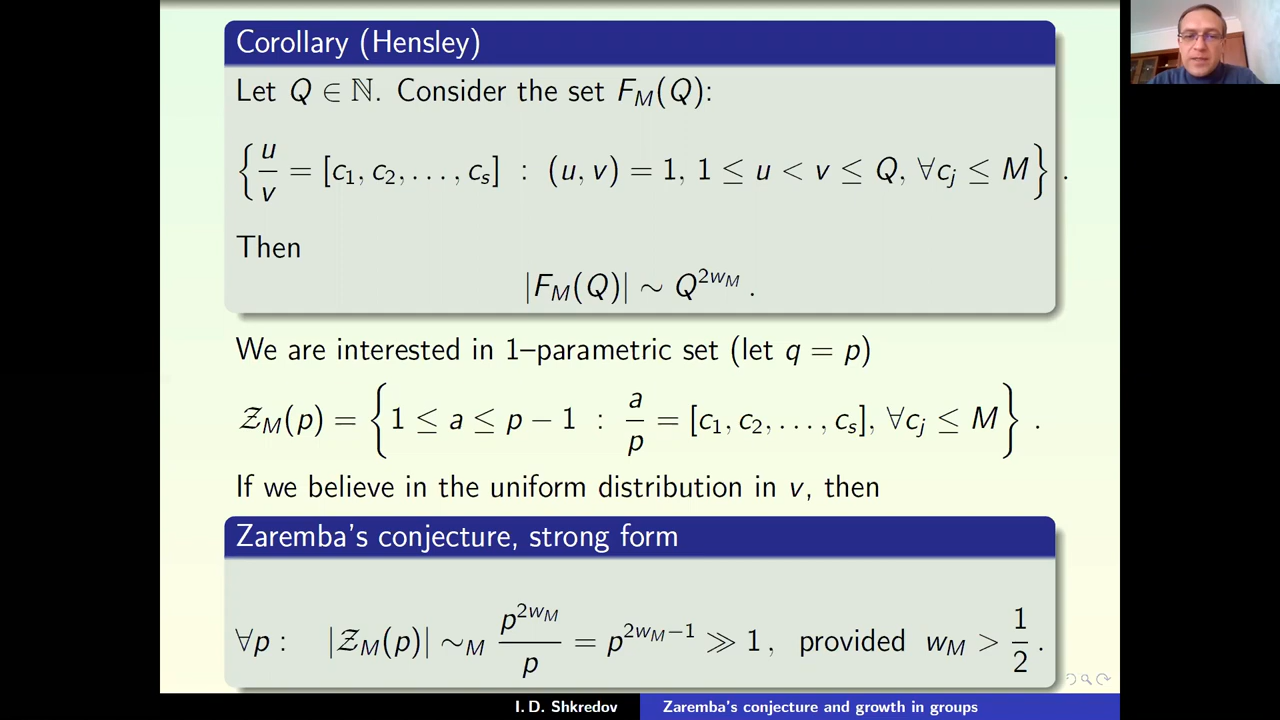 Corollary (Hensley)
Let Q ∈ ℕ. Consider the set F_M(Q):
{ u/v = [c_1, c_2, …, c_s] : (u, v) = 1, 1 ≤ u < v ≤ Q, ∀c_j ≤ M } .
Then
|F_M(Q)| ∼ Q^{2w_M} .
We are interested in 1–parametric set (let q = p)
𝒵_M(p) = { 1 ≤ a ≤ p − 1 : a/p = [c_1, c_2, …, c_s], ∀c_j ≤ M } .
If we believe in the uniform distribution in v, then
Zaremba's conjecture, strong form
∀p : |𝒵_M(p)| ∼_M p^{2w_M}/p = p^{2w_M−1} ≫ 1 , provided w_M > 1/2 .
I. D. Shkredov Zaremba's conjecture and growth in groups